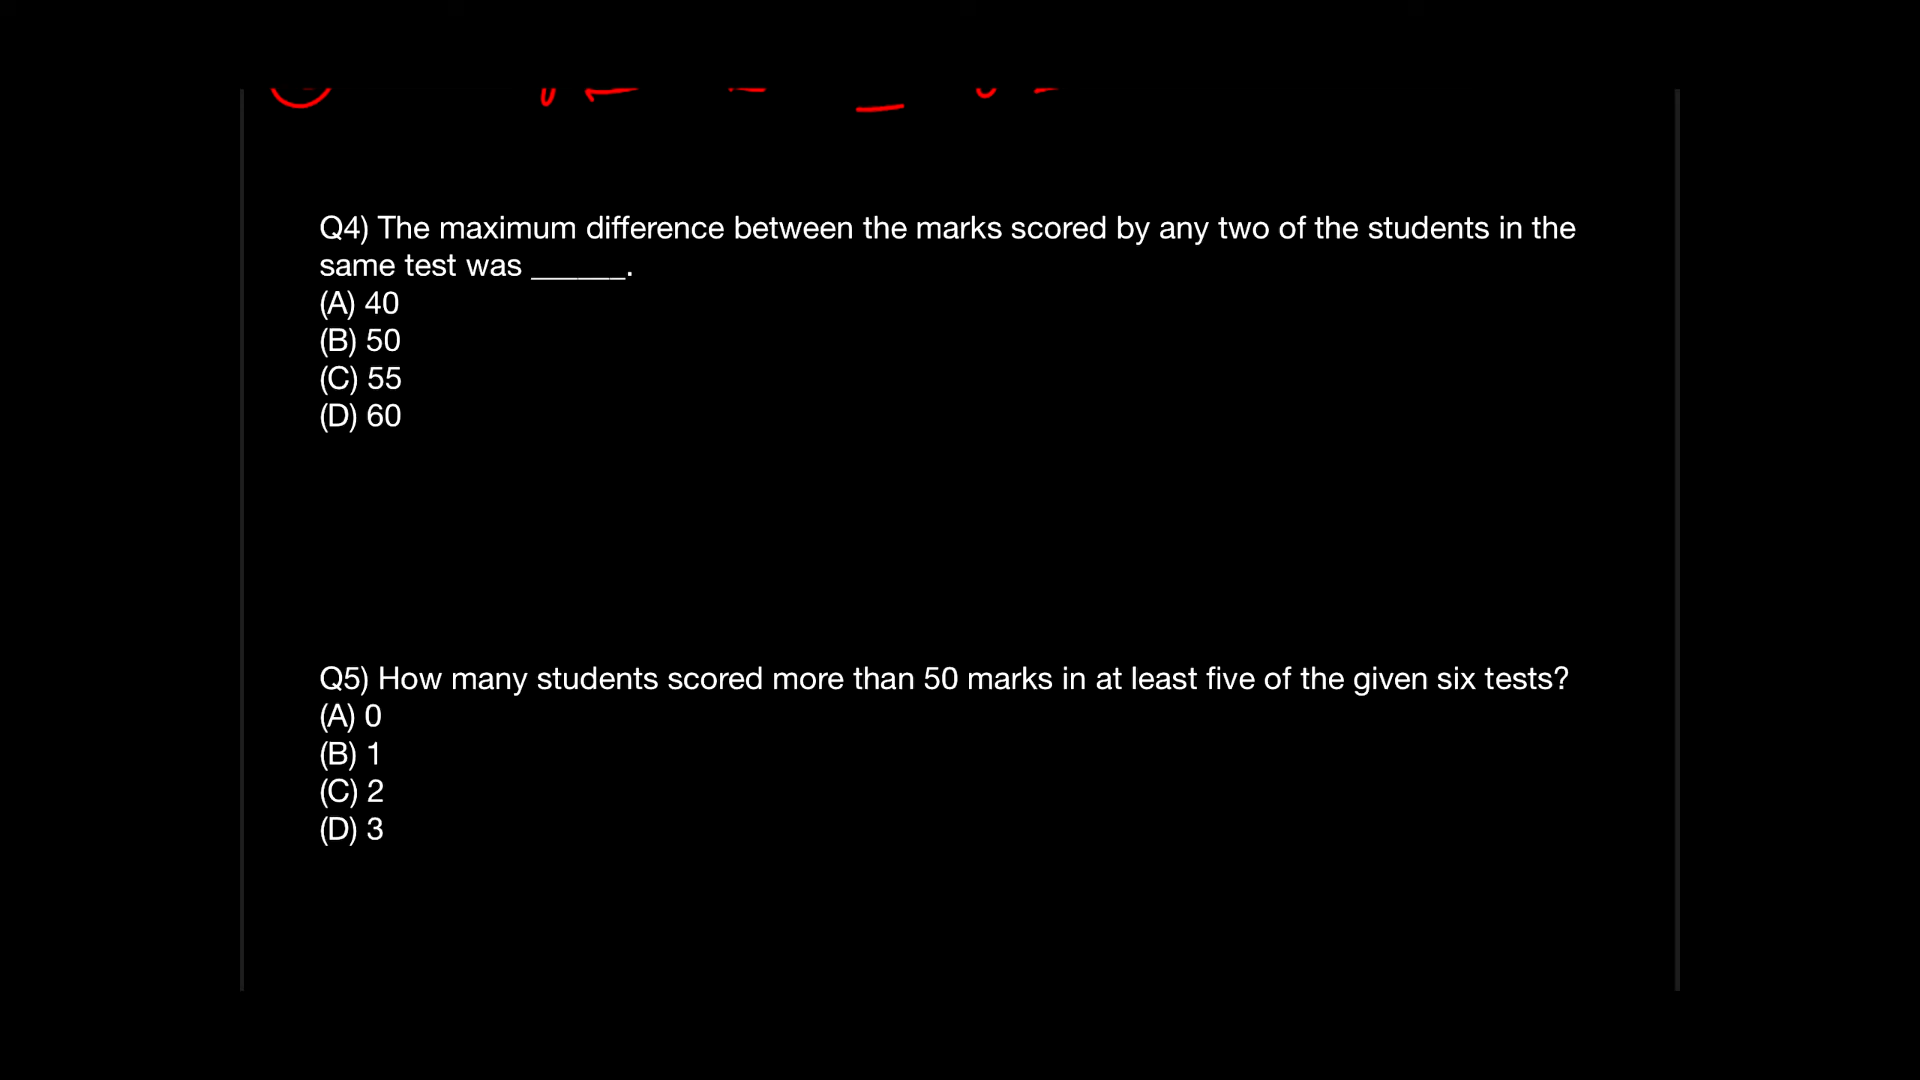 Q4) The maximum difference between the marks scored by any two of the students in the
same test was ______.
(A) 40
(B) 50
(C) 55
(D) 60
Q5) How many students scored more than 50 marks in at least five of the given six tests?
(A) 0
(B) 1
(C) 2
(D) 3